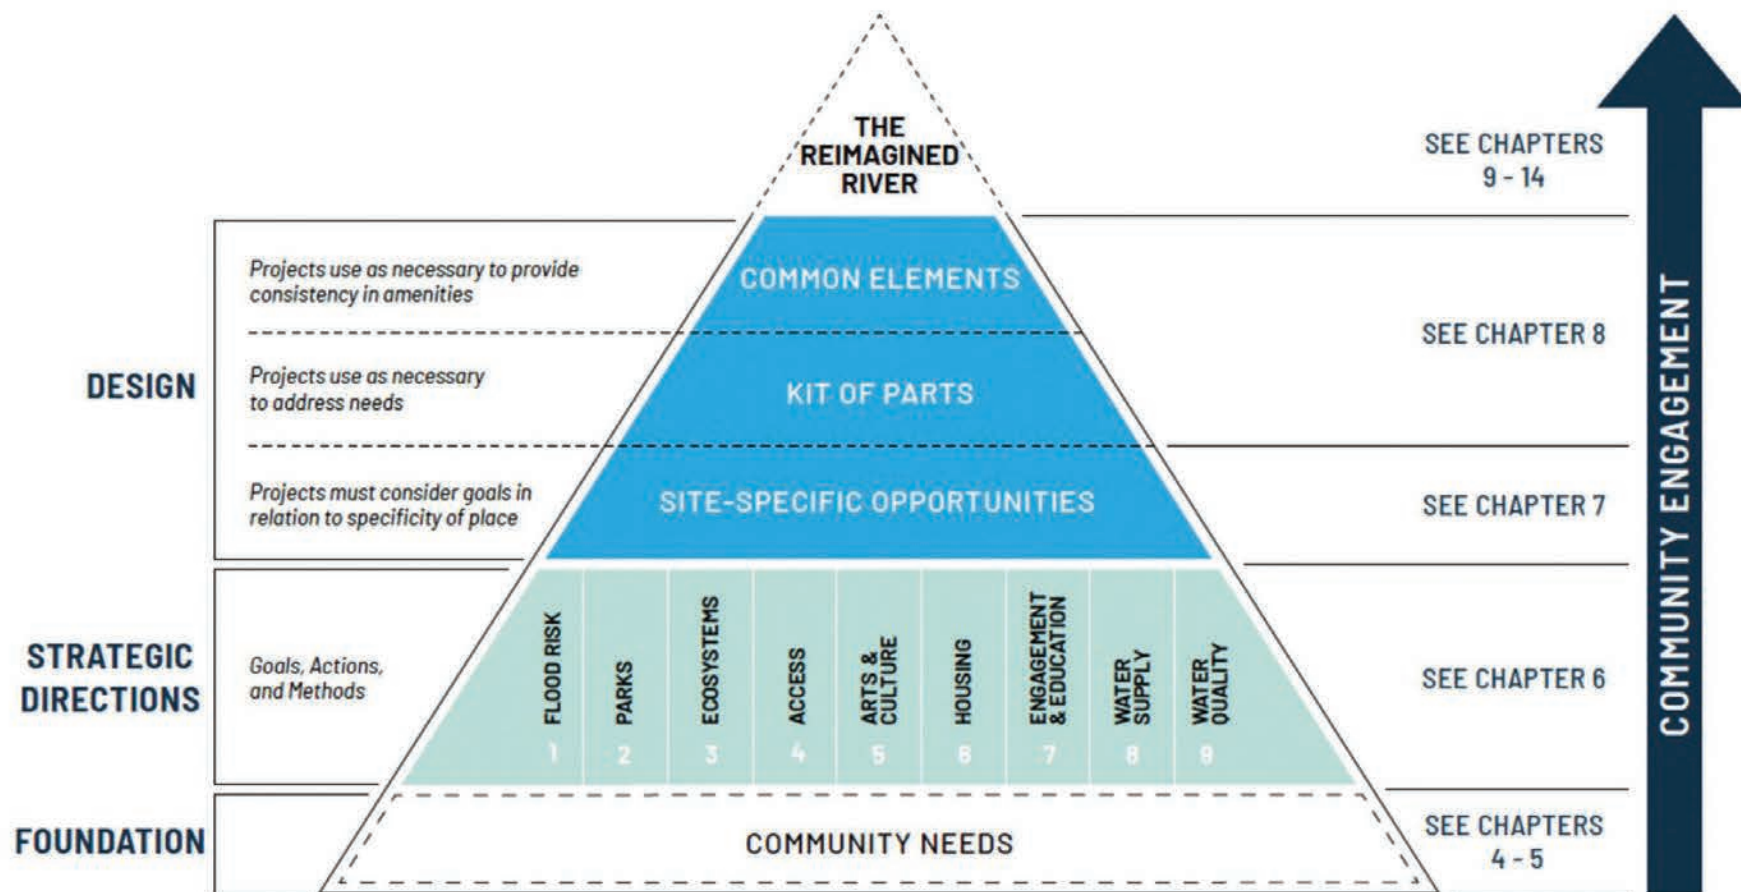 THE
REIMAGINED
RIVER
SEE CHAPTERS
9 - 14
DESIGN
Projects use as necessary to provide
consistency in amenities
COMMON ELEMENTS
SEE CHAPTER 8
Projects use as necessary
to address needs
KIT OF PARTS
Projects must consider goals in
relation to specificity of place
SITE-SPECIFIC OPPORTUNITIES
SEE CHAPTER 7
STRATEGIC
DIRECTIONS
Goals, Actions,
and Methods
FLOOD RISK
1
PARKS
2
ECOSYSTEMS
3
ACCESS
4
ARTS &
CULTURE
5
HOUSING
6
ENGAGEMENT
& EDUCATION
7
WATER
SUPPLY
8
WATER
QUALITY
9
SEE CHAPTER 6
FOUNDATION
COMMUNITY NEEDS
SEE CHAPTERS
4 - 5
COMMUNITY ENGAGEMENT